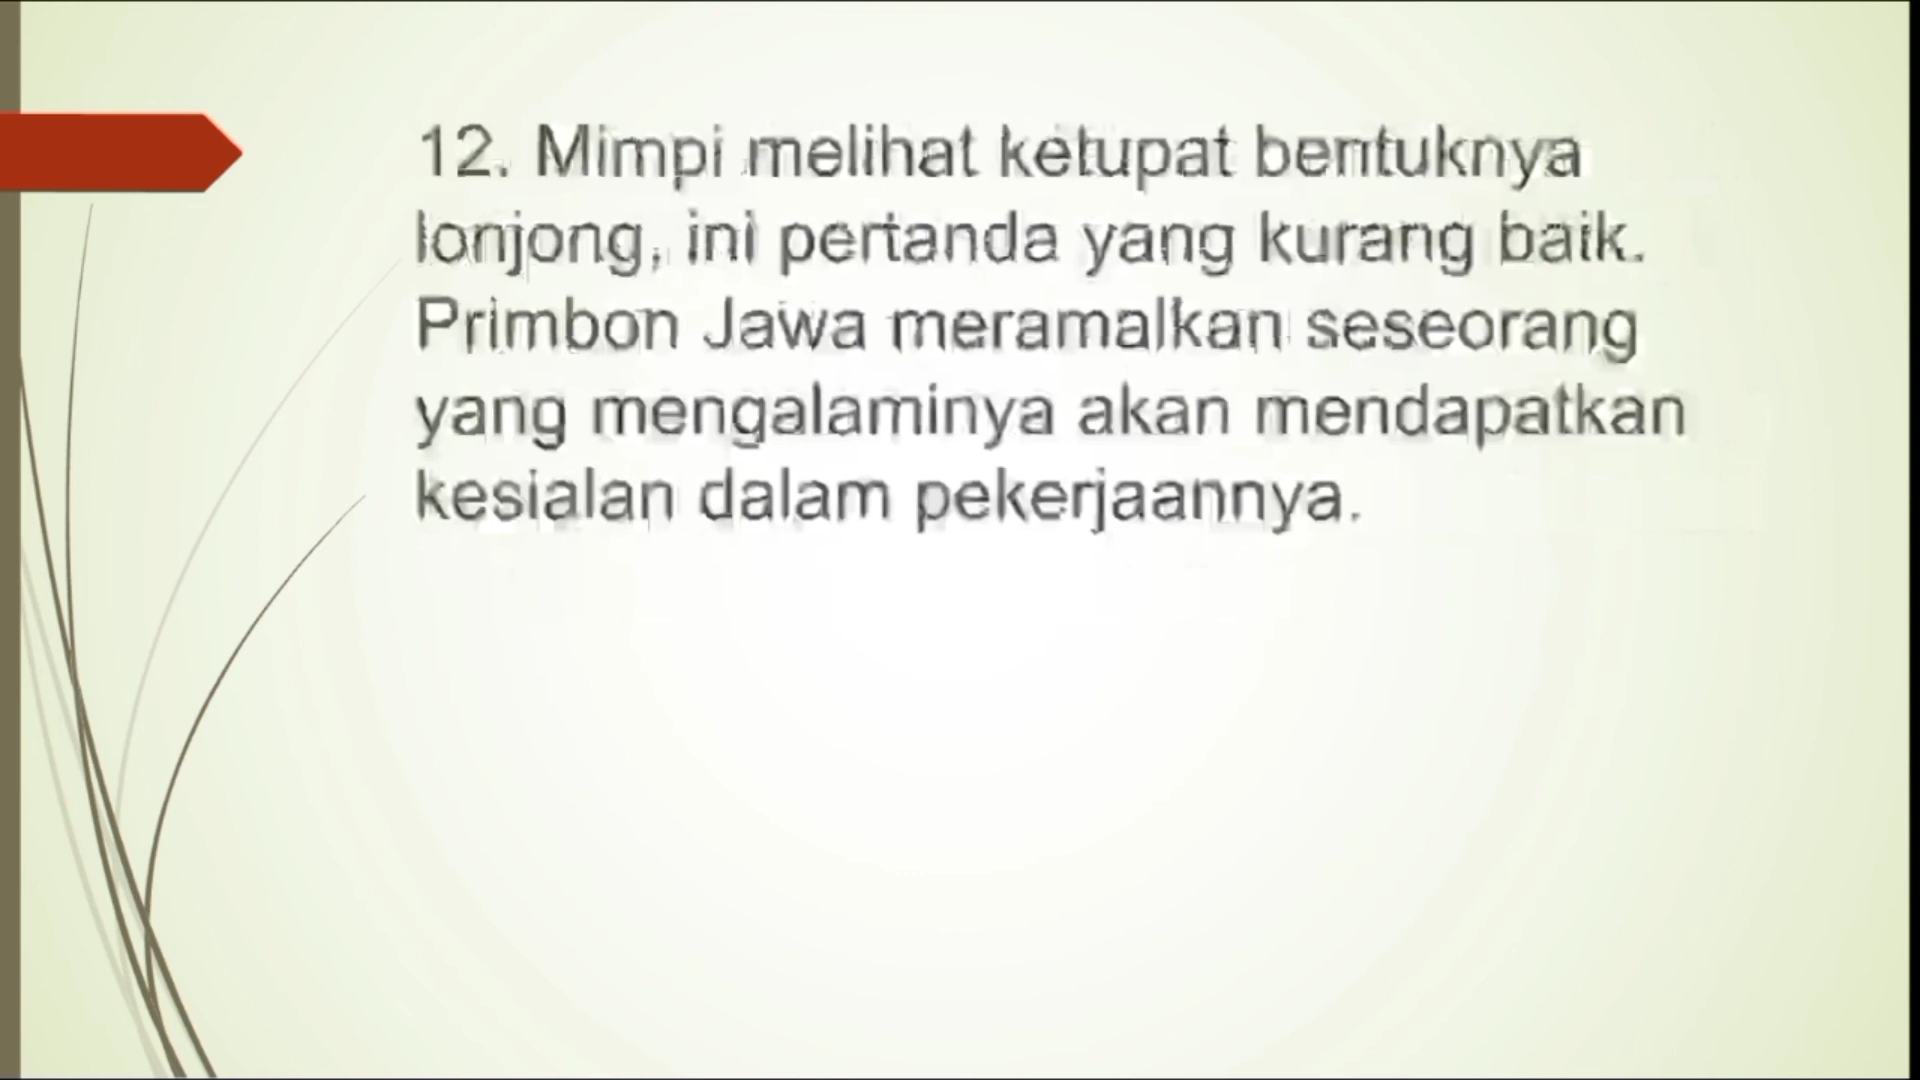 12. Mimpi melihat ketupat bentuknya
lonjong, ini pertanda yang kurang baik.
Primbon Jawa meramalkan seseorang
yang mengalaminya akan mendapatkan
kesialan dalam pekerjaannya.